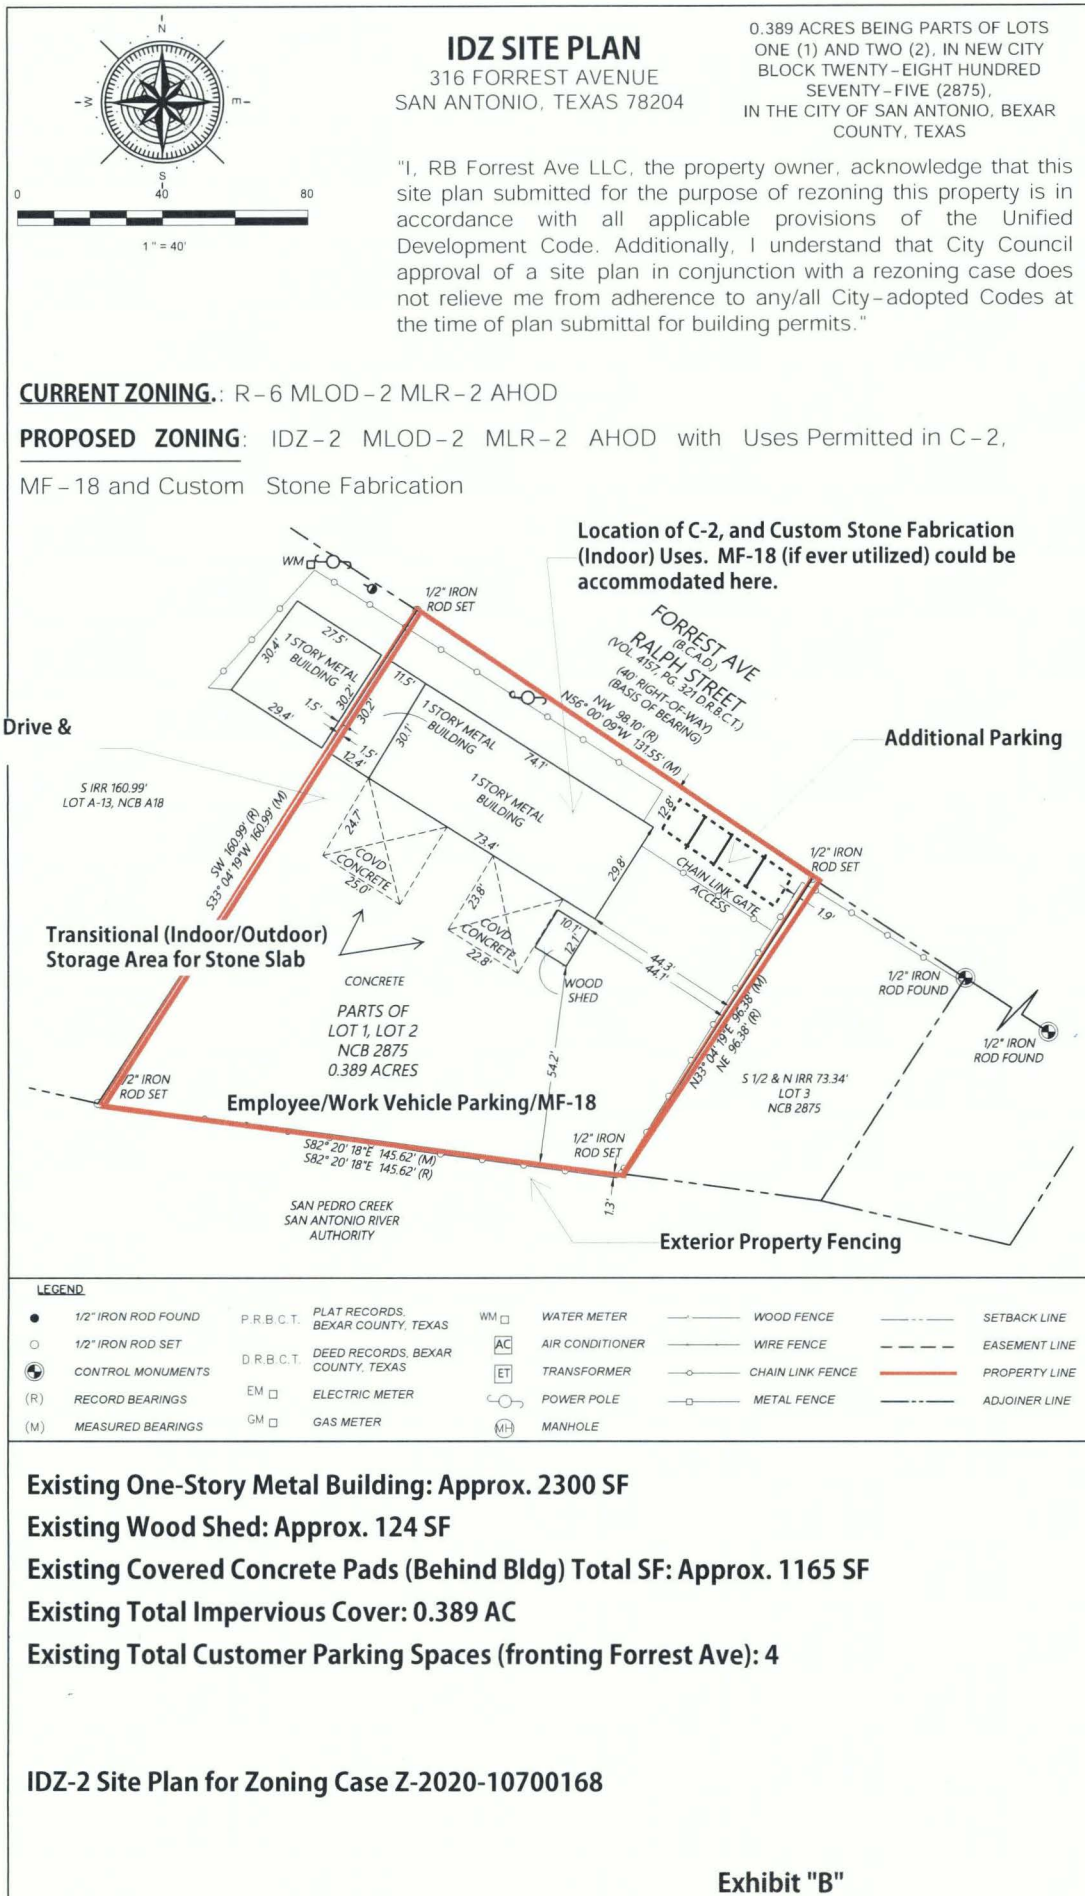 N
W
E
S
0 40 80
1 " = 40'
IDZ SITE PLAN
316 FORREST AVENUE
SAN ANTONIO, TEXAS 78204
0.389 ACRES BEING PARTS OF LOTS
ONE (1) AND TWO (2), IN NEW CITY
BLOCK TWENTY-EIGHT HUNDRED
SEVENTY-FIVE (2875),
IN THE CITY OF SAN ANTONIO, BEXAR
COUNTY, TEXAS
"I, RB Forrest Ave LLC, the property owner, acknowledge that this
site plan submitted for the purpose of rezoning this property is in
accordance with all applicable provisions of the Unified
Development Code. Additionally, I understand that City Council
approval of a site plan in conjunction with a rezoning case does
not relieve me from adherence to any/all City-adopted Codes at
the time of plan submittal for building permits."
CURRENT ZONING.: R-6 MLOD-2 MLR-2 AHOD
PROPOSED ZONING: IDZ-2 MLOD-2 MLR-2 AHOD with Uses Permitted in C-2,
MF-18 and Custom Stone Fabrication
Location of C-2, and Custom Stone Fabrication
(Indoor) Uses. MF-18 (if ever utilized) could be
accommodated here.
WM
1/2" IRON
ROD SET
FORREST AVE
(B.C.A.D.)
RALPH STREET
(VOL. 4157, PG. 321 D.R.B.C.T.)
(40' RIGHT-OF-WAY)
(BASIS OF BEARING)
NW 98.10' (R)
N56° 00' 09"W 131.55' (M)
27.5'
30.4'
1 STORY METAL
BUILDING
29.4'
30.2'
1.5'
30.2'
11.5'
1.5'
12.4'
30.1'
1 STORY METAL
BUILDING
74.1'
1 STORY METAL
BUILDING
73.4'
29.8'
Drive &
Additional Parking
12.8'
CHAIN LINK GATE
ACCESS
1/2" IRON
ROD SET
1.9'
S IRR 160.99'
LOT A-13, NCB A18
SW 160.99' (R)
S33° 04' 19"W 160.99' (M)
24.7'
COVD
CONCRETE
25.0'
23.8'
COVD
CONCRETE
22.8'
10.1'
12.1'
WOOD
SHED
44.3'
44.1'
Transitional (Indoor/Outdoor)
Storage Area for Stone Slab
CONCRETE
PARTS OF
LOT 1, LOT 2
NCB 2875
0.389 ACRES
54.2'
N33° 04' 19"E 96.38' (M)
NE 96.38' (R)
1/2" IRON
ROD FOUND
1/2" IRON
ROD FOUND
S 1/2 & N IRR 73.34'
LOT 3
NCB 2875
1/2" IRON
ROD SET
Employee/Work Vehicle Parking/MF-18
1/2" IRON
ROD SET
S82° 20' 18"E 145.62' (M)
S82° 20' 18"E 145.62' (R)
1.3'
SAN PEDRO CREEK
SAN ANTONIO RIVER
AUTHORITY
Exterior Property Fencing
LEGEND
1/2" IRON ROD FOUND
1/2" IRON ROD SET
CONTROL MONUMENTS
(R) RECORD BEARINGS
(M) MEASURED BEARINGS
P.R.B.C.T. PLAT RECORDS,
BEXAR COUNTY, TEXAS
D.R.B.C.T. DEED RECORDS, BEXAR
COUNTY, TEXAS
EM ELECTRIC METER
GM GAS METER
WM WATER METER
AC AIR CONDITIONER
ET TRANSFORMER
POWER POLE
MH MANHOLE
WOOD FENCE
WIRE FENCE
CHAIN LINK FENCE
METAL FENCE
SETBACK LINE
EASEMENT LINE
PROPERTY LINE
ADJOINER LINE
Existing One-Story Metal Building: Approx. 2300 SF
Existing Wood Shed: Approx. 124 SF
Existing Covered Concrete Pads (Behind Bldg) Total SF: Approx. 1165 SF
Existing Total Impervious Cover: 0.389 AC
Existing Total Customer Parking Spaces (fronting Forrest Ave): 4
IDZ-2 Site Plan for Zoning Case Z-2020-10700168
Exhibit "B"